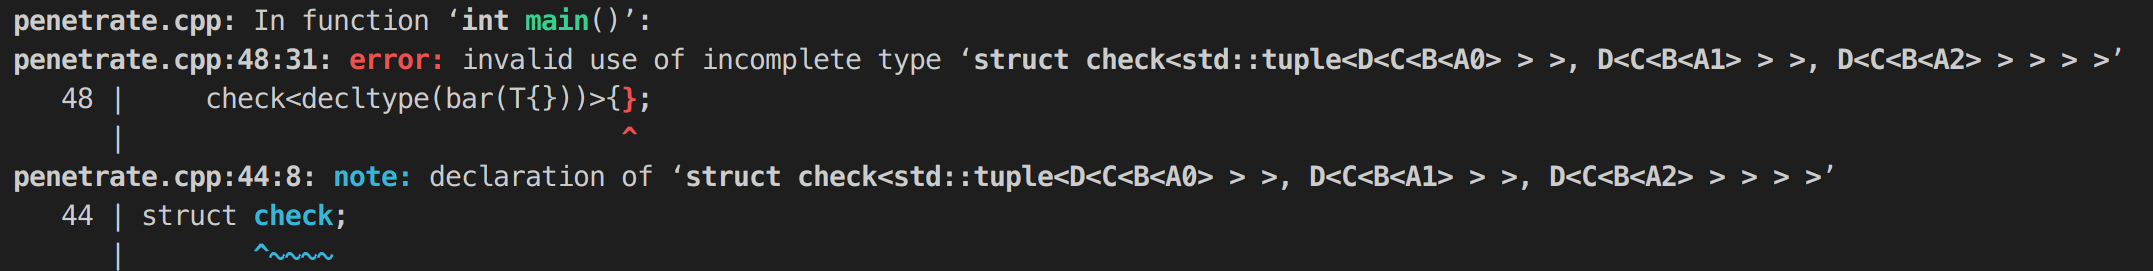 penetrate.cpp: In function ‘int main()’:
penetrate.cpp:48:31: error: invalid use of incomplete type ‘struct check<std::tuple<D<C<B<A0> > >, D<C<B<A1> > >, D<C<B<A2> > > > >’
   48 |     check<decltype(bar(T{}))>{};
      |                               ^
penetrate.cpp:44:8: note: declaration of ‘struct check<std::tuple<D<C<B<A0> > >, D<C<B<A1> > >, D<C<B<A2> > > > >’
   44 | struct check;
      |        ^~~~~